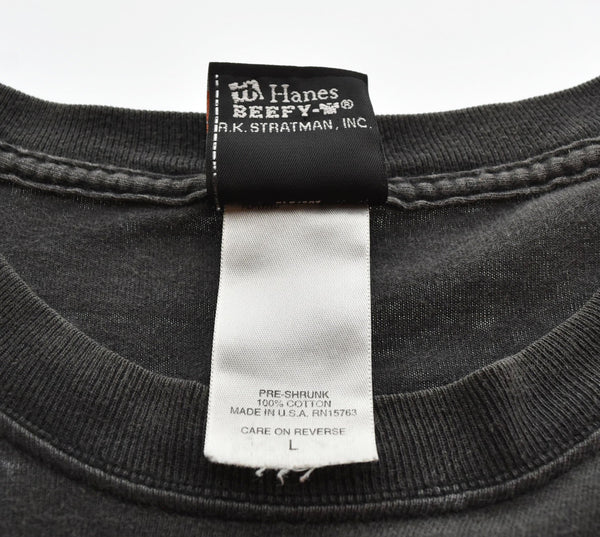 Hanes
BEEFY-T®
R.K. STRATMAN, INC.
PRE-SHRUNK
100% COTTON
MADE IN U.S.A. RN15763
CARE ON REVERSE
L